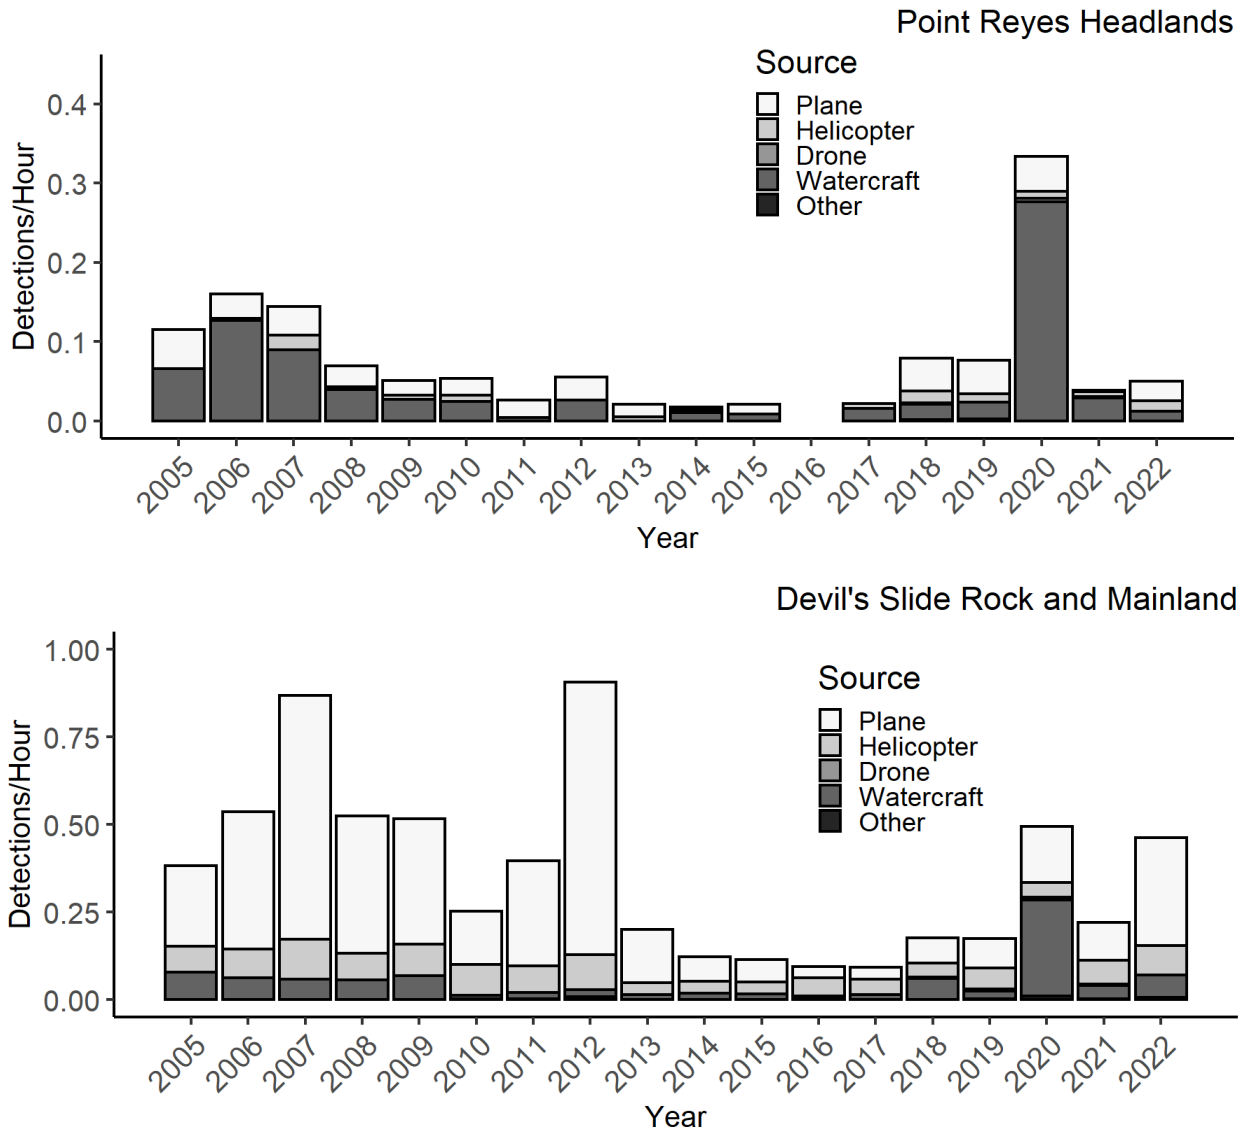 Point Reyes Headlands
Source
Plane
Helicopter
Drone
Watercraft
Other
Detections/Hour
0.4
0.3
0.2
0.1
0.0
2005 2006 2007 2008 2009 2010 2011 2012 2013 2014 2015 2016 2017 2018 2019 2020 2021 2022
Year
Devil's Slide Rock and Mainland
Source
Plane
Helicopter
Drone
Watercraft
Other
Detections/Hour
1.00
0.75
0.50
0.25
0.00
2005 2006 2007 2008 2009 2010 2011 2012 2013 2014 2015 2016 2017 2018 2019 2020 2021 2022
Year